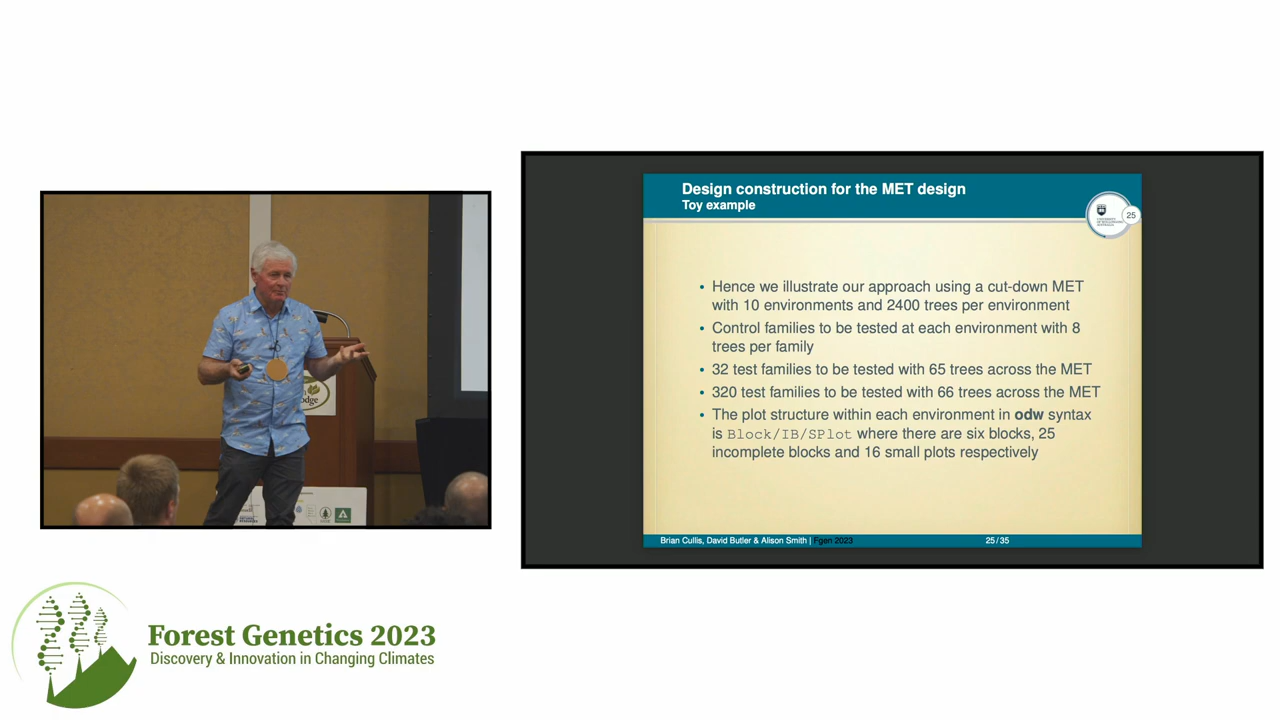 Design construction for the MET design
Toy example
25
• Hence we illustrate our approach using a cut-down MET
with 10 environments and 2400 trees per environment
• Control families to be tested at each environment with 8
trees per family
• 32 test families to be tested with 65 trees across the MET
• 320 test families to be tested with 66 trees across the MET
• The plot structure within each environment in odw syntax
is Block/IB/SPlot where there are six blocks, 25
incomplete blocks and 16 small plots respectively
Brian Cullis, David Butler & Alison Smith | Fgen 2023
25/35
Forest Genetics 2023
Discovery & Innovation in Changing Climates